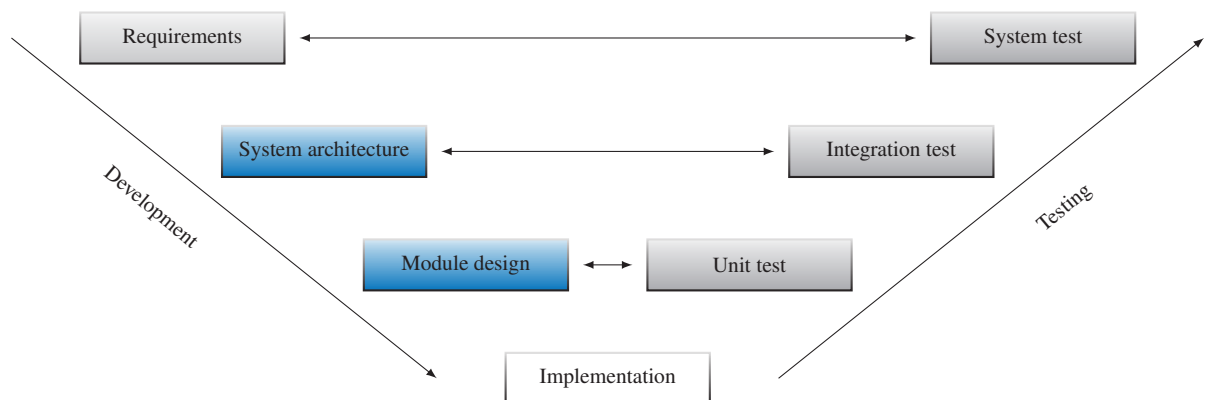 Requirements
System test
System architecture
Integration test
Development
Testing
Module design
Unit test
Implementation